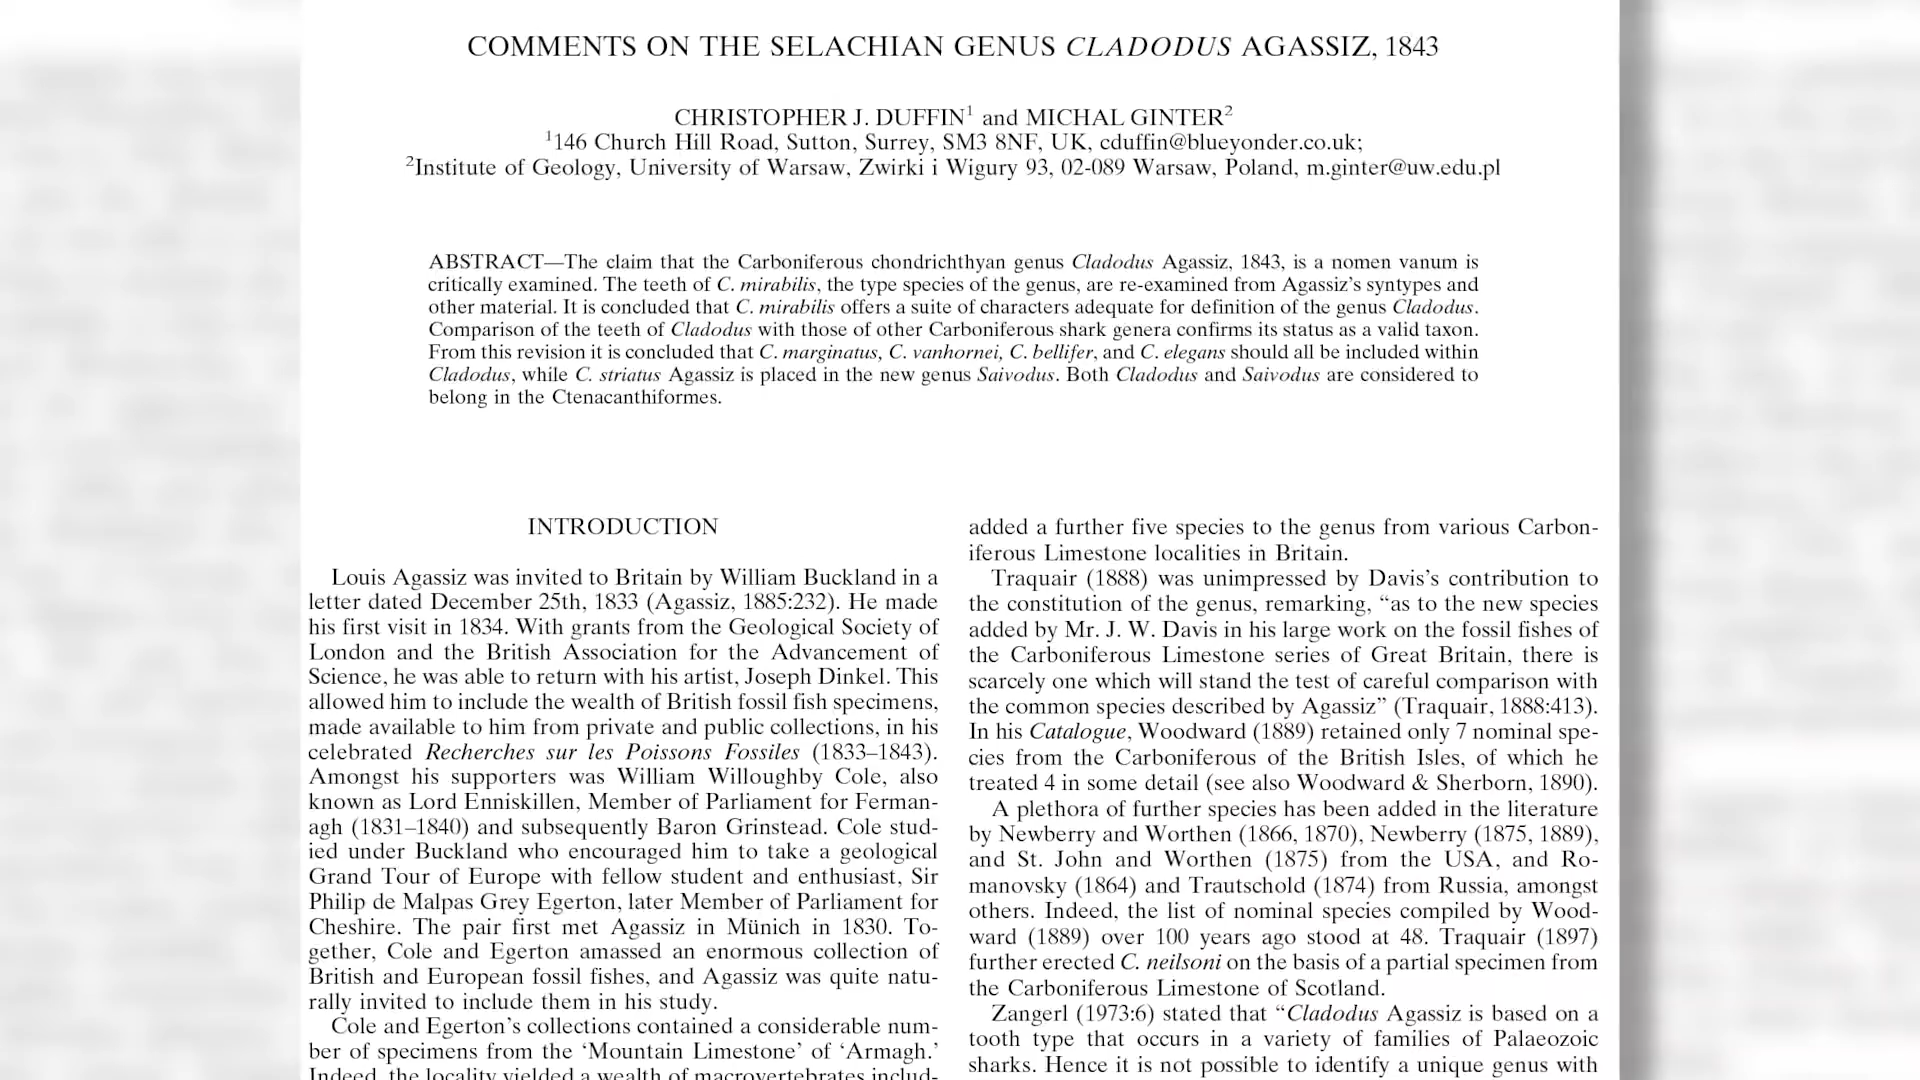 COMMENTS ON THE SELACHIAN GENUS CLADODUS AGASSIZ, 1843
CHRISTOPHER J. DUFFIN1 and MICHAL GINTER2
1146 Church Hill Road, Sutton, Surrey, SM3 8NF, UK, cduffin@blueyonder.co.uk;
2Institute of Geology, University of Warsaw, Zwirki i Wigury 93, 02-089 Warsaw, Poland, m.ginter@uw.edu.pl
ABSTRACT—The claim that the Carboniferous chondrichthyan genus Cladodus Agassiz, 1843, is a nomen vanum is
critically examined. The teeth of C. mirabilis, the type species of the genus, are re-examined from Agassiz's syntypes and
other material. It is concluded that C. mirabilis offers a suite of characters adequate for definition of the genus Cladodus.
Comparison of the teeth of Cladodus with those of other Carboniferous shark genera confirms its status as a valid taxon.
From this revision it is concluded that C. marginatus, C. vanhornei, C. bellifer, and C. elegans should all be included within
Cladodus, while C. striatus Agassiz is placed in the new genus Saivodus. Both Cladodus and Saivodus are considered to
belong in the Ctenacanthiformes.
INTRODUCTION
Louis Agassiz was invited to Britain by William Buckland in a
letter dated December 25th, 1833 (Agassiz, 1885:232). He made
his first visit in 1834. With grants from the Geological Society of
London and the British Association for the Advancement of
Science, he was able to return with his artist, Joseph Dinkel. This
allowed him to include the wealth of British fossil fish specimens,
made available to him from private and public collections, in his
celebrated Recherches sur les Poissons Fossiles (1833–1843).
Amongst his supporters was William Willoughby Cole, also
known as Lord Enniskillen, Member of Parliament for Ferman-
agh (1831–1840) and subsequently Baron Grinstead. Cole stud-
ied under Buckland who encouraged him to take a geological
Grand Tour of Europe with fellow student and enthusiast, Sir
Philip de Malpas Grey Egerton, later Member of Parliament for
Cheshire. The pair first met Agassiz in Münich in 1830. To-
gether, Cole and Egerton amassed an enormous collection of
British and European fossil fishes, and Agassiz was quite natu-
rally invited to include them in his study.
Cole and Egerton's collections contained a considerable num-
ber of specimens from the 'Mountain Limestone' of 'Armagh.'
Indeed, the locality yielded a wealth of macrovertebrates includ-
added a further five species to the genus from various Carbon-
iferous Limestone localities in Britain.
Traquair (1888) was unimpressed by Davis's contribution to
the constitution of the genus, remarking, "as to the new species
added by Mr. J. W. Davis in his large work on the fossil fishes of
the Carboniferous Limestone series of Great Britain, there is
scarcely one which will stand the test of careful comparison with
the common species described by Agassiz" (Traquair, 1888:413).
In his Catalogue, Woodward (1889) retained only 7 nominal spe-
cies from the Carboniferous of the British Isles, of which he
treated 4 in some detail (see also Woodward & Sherborn, 1890).
A plethora of further species has been added in the literature
by Newberry and Worthen (1866, 1870), Newberry (1875, 1889),
and St. John and Worthen (1875) from the USA, and Ro-
manovsky (1864) and Trautschold (1874) from Russia, amongst
others. Indeed, the list of nominal species compiled by Wood-
ward (1889) over 100 years ago stood at 48. Traquair (1897)
further erected C. neilsoni on the basis of a partial specimen from
the Carboniferous Limestone of Scotland.
Zangerl (1973:6) stated that "Cladodus Agassiz is based on a
tooth type that occurs in a variety of families of Palaeozoic
sharks. Hence it is not possible to identify a unique genus with